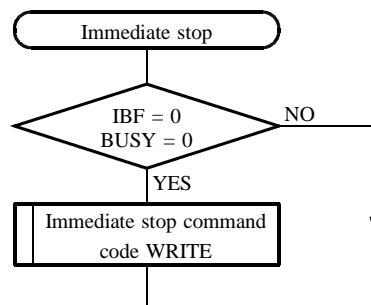 Immediate stop
IBF = 0
BUSY = 0
NO
YES
Immediate stop command
code WRITE